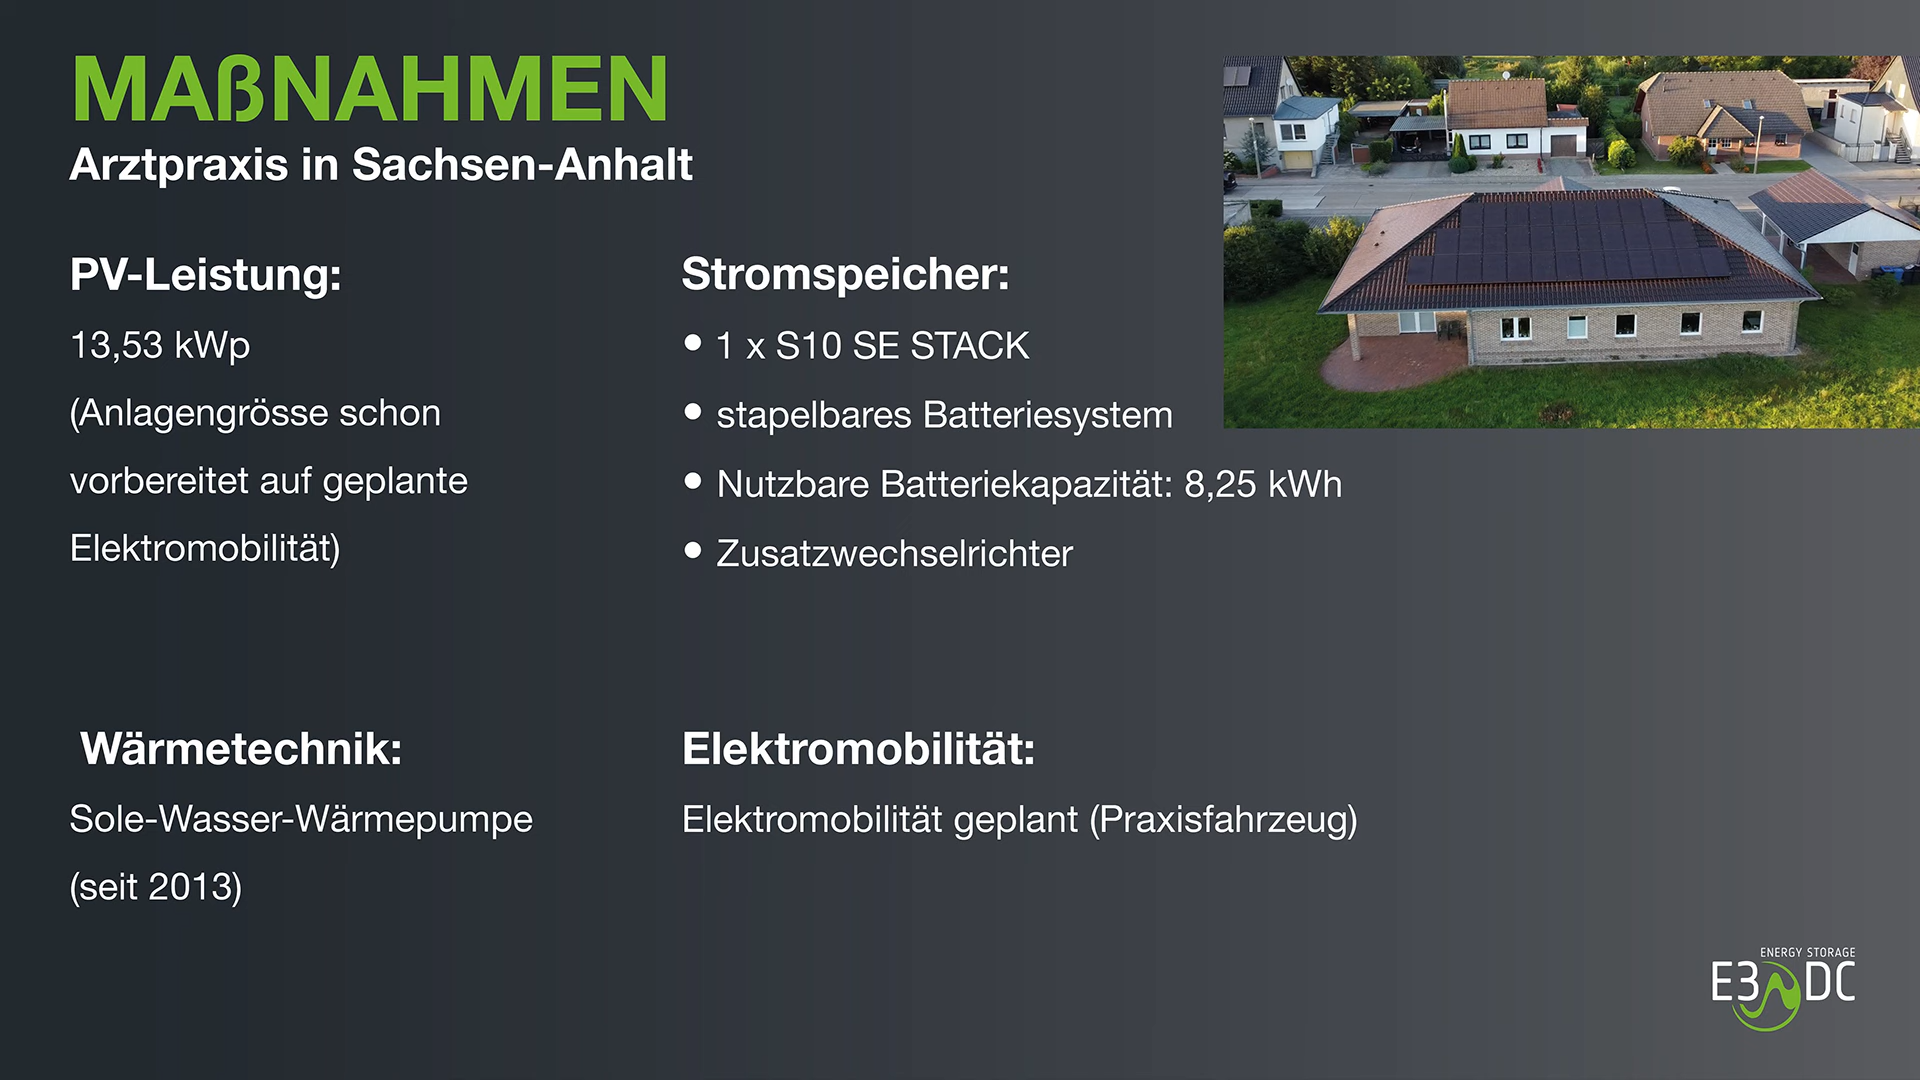 MAßNAHMEN
Arztpraxis in Sachsen-Anhalt
PV-Leistung:
13,53 kWp
(Anlagengrösse schon
vorbereitet auf geplante
Elektromobilität)
Stromspeicher:
• 1 x S10 SE STACK
• stapelbares Batteriesystem
• Nutzbare Batteriekapazität: 8,25 kWh
• Zusatzwechselrichter
Wärmetechnik:
Sole-Wasser-Wärmepumpe
(seit 2013)
Elektromobilität:
Elektromobilität geplant (Praxisfahrzeug)
ENERGY STORAGE
E3 DC